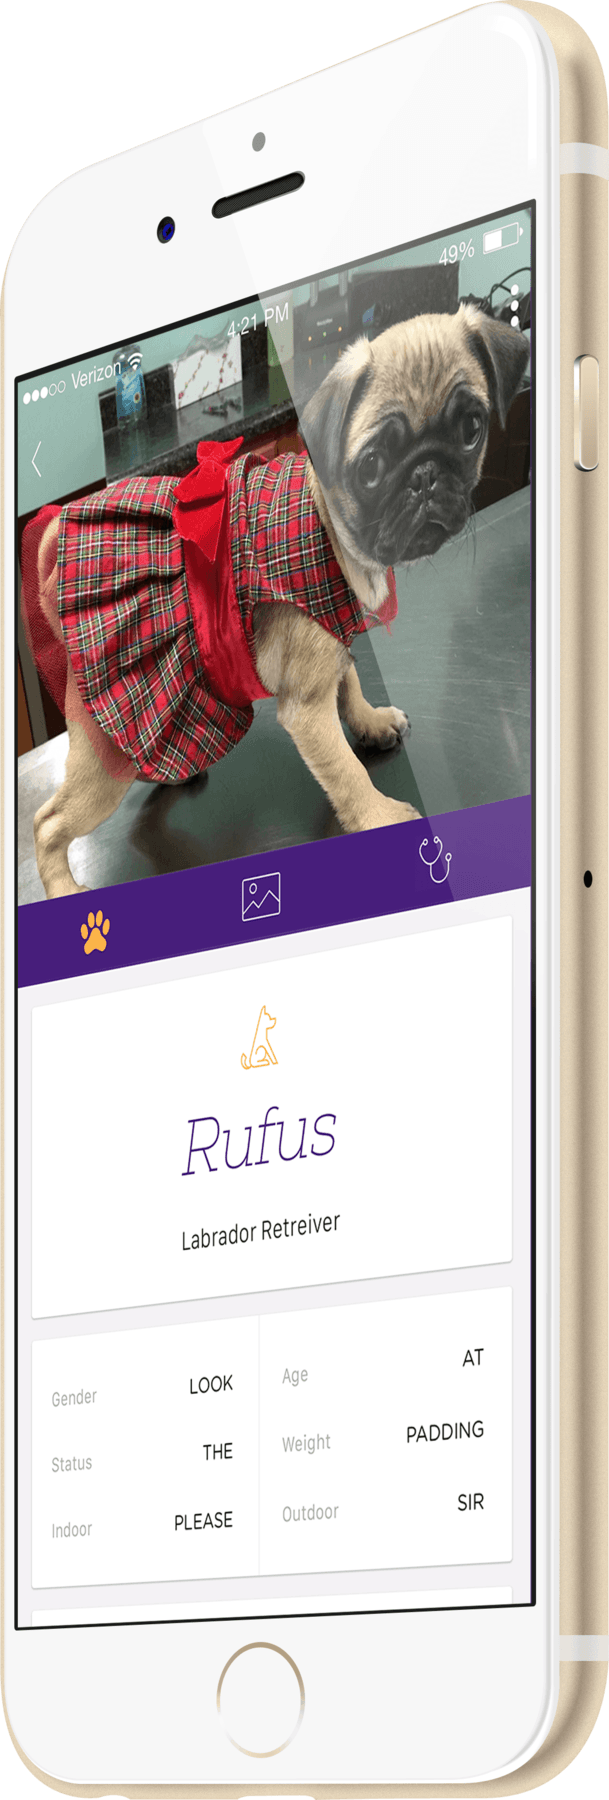 Verizon 4:21 PM 49%
Rufus
Labrador Retreiver
Gender LOOK Age AT
Status THE Weight PADDING
Indoor PLEASE Outdoor SIR